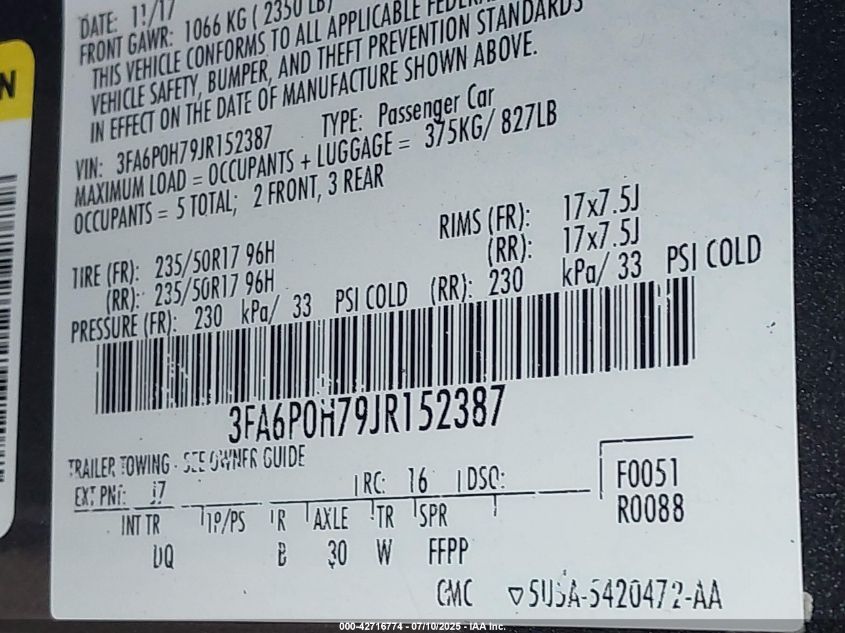 DATE: 11/17
FRONT GAWR: 1066 KG ( 2350 LB)
THIS VEHICLE CONFORMS TO ALL APPLICABLE FEDERAL
VEHICLE SAFETY, BUMPER, AND THEFT PREVENTION STANDARDS
IN EFFECT ON THE DATE OF MANUFACTURE SHOWN ABOVE.
VIN: 3FA6P0H79JR152387 TYPE: Passenger Car
MAXIMUM LOAD = OCCUPANTS + LUGGAGE = 375KG/ 827LB
OCCUPANTS = 5 TOTAL; 2 FRONT, 3 REAR
TIRE (FR): 235/50R17 96H RIMS (FR): 17x7.5J
(RR): 235/50R17 96H (RR): 17x7.5J
PRESSURE (FR): 230 kPa/ 33 PSI COLD (RR): 230 kPa/ 33 PSI COLD
3FA6P0H79JR152387
TRAILER TOWING - SEE OWNER GUIDE
EXT PNT: J7 RC: 16 DSO: F0051
R0088
INT TR TP/PS R AXLE TR SPR
DQ B 30 W FFPP
CMC ▽5U5A-5420472-AA
N
000-42716774 - 07/10/2025 - IAA Inc.